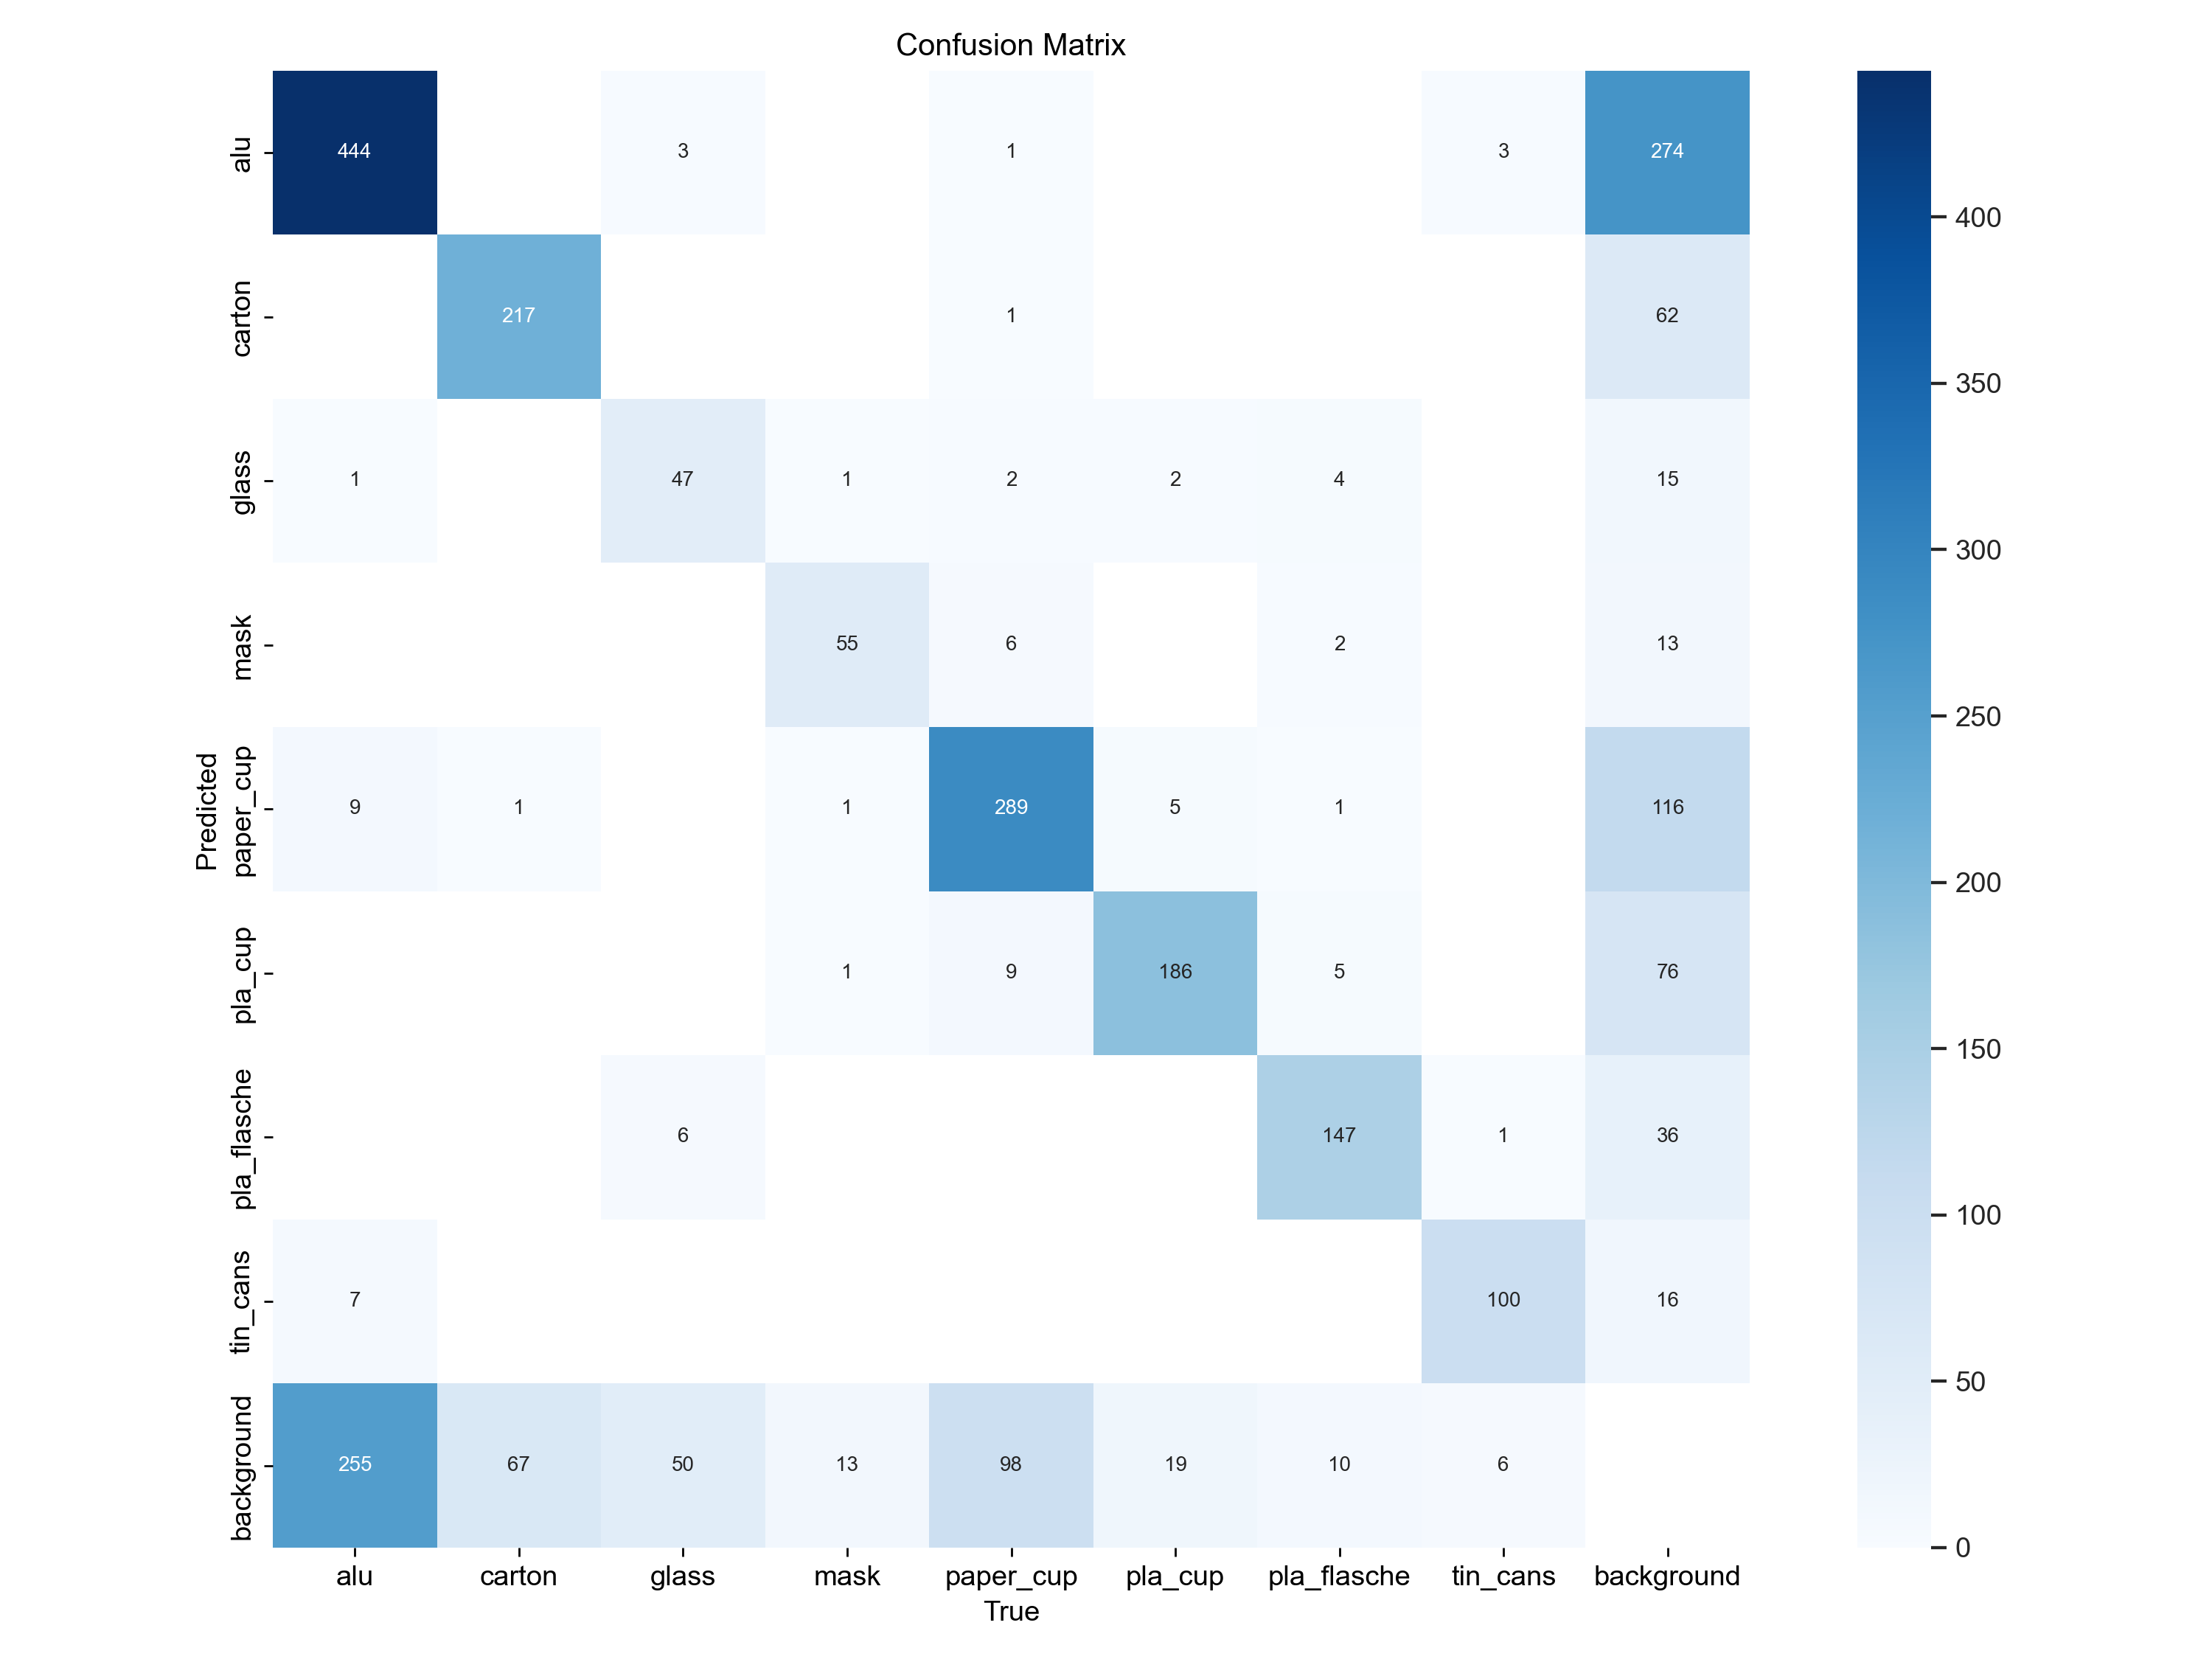 Confusion Matrix
alu 444 3 1 3 274
carton 217 1 62
glass 1 47 1 2 2 4 15
mask 55 6 2 13
Predicted
paper_cup 9 1 1 289 5 1 116
pla_cup 1 9 186 5 76
pla_flasche 6 147 1 36
tin_cans 7 100 16
background 255 67 50 13 98 19 10 6
alu carton glass mask paper_cup pla_cup pla_flasche tin_cans background
True
400
350
300
250
200
150
100
50
0